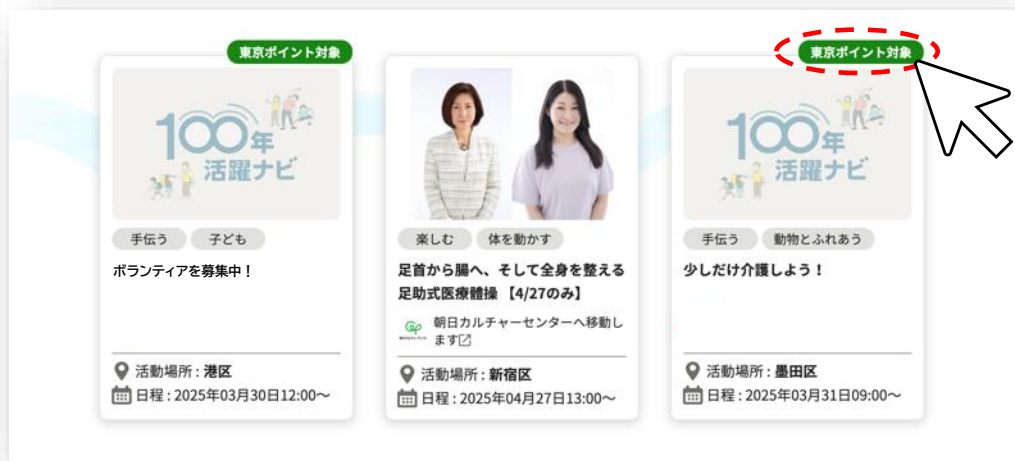 東京ポイント対象
100年
活躍ナビ
手伝う 子ども
ボランティアを募集中！
活動場所 : 港区
日程 : 2025年03月30日12:00～
楽しむ 体を動かす
足首から腸へ、そして全身を整える
足助式医療體操 【4/27のみ】
朝日カルチャーセンターへ移動し
ます
活動場所 : 新宿区
日程 : 2025年04月27日13:00～
東京ポイント対象
100年
活躍ナビ
手伝う 動物とふれあう
少しだけ介護しよう！
活動場所 : 墨田区
日程 : 2025年03月31日09:00～